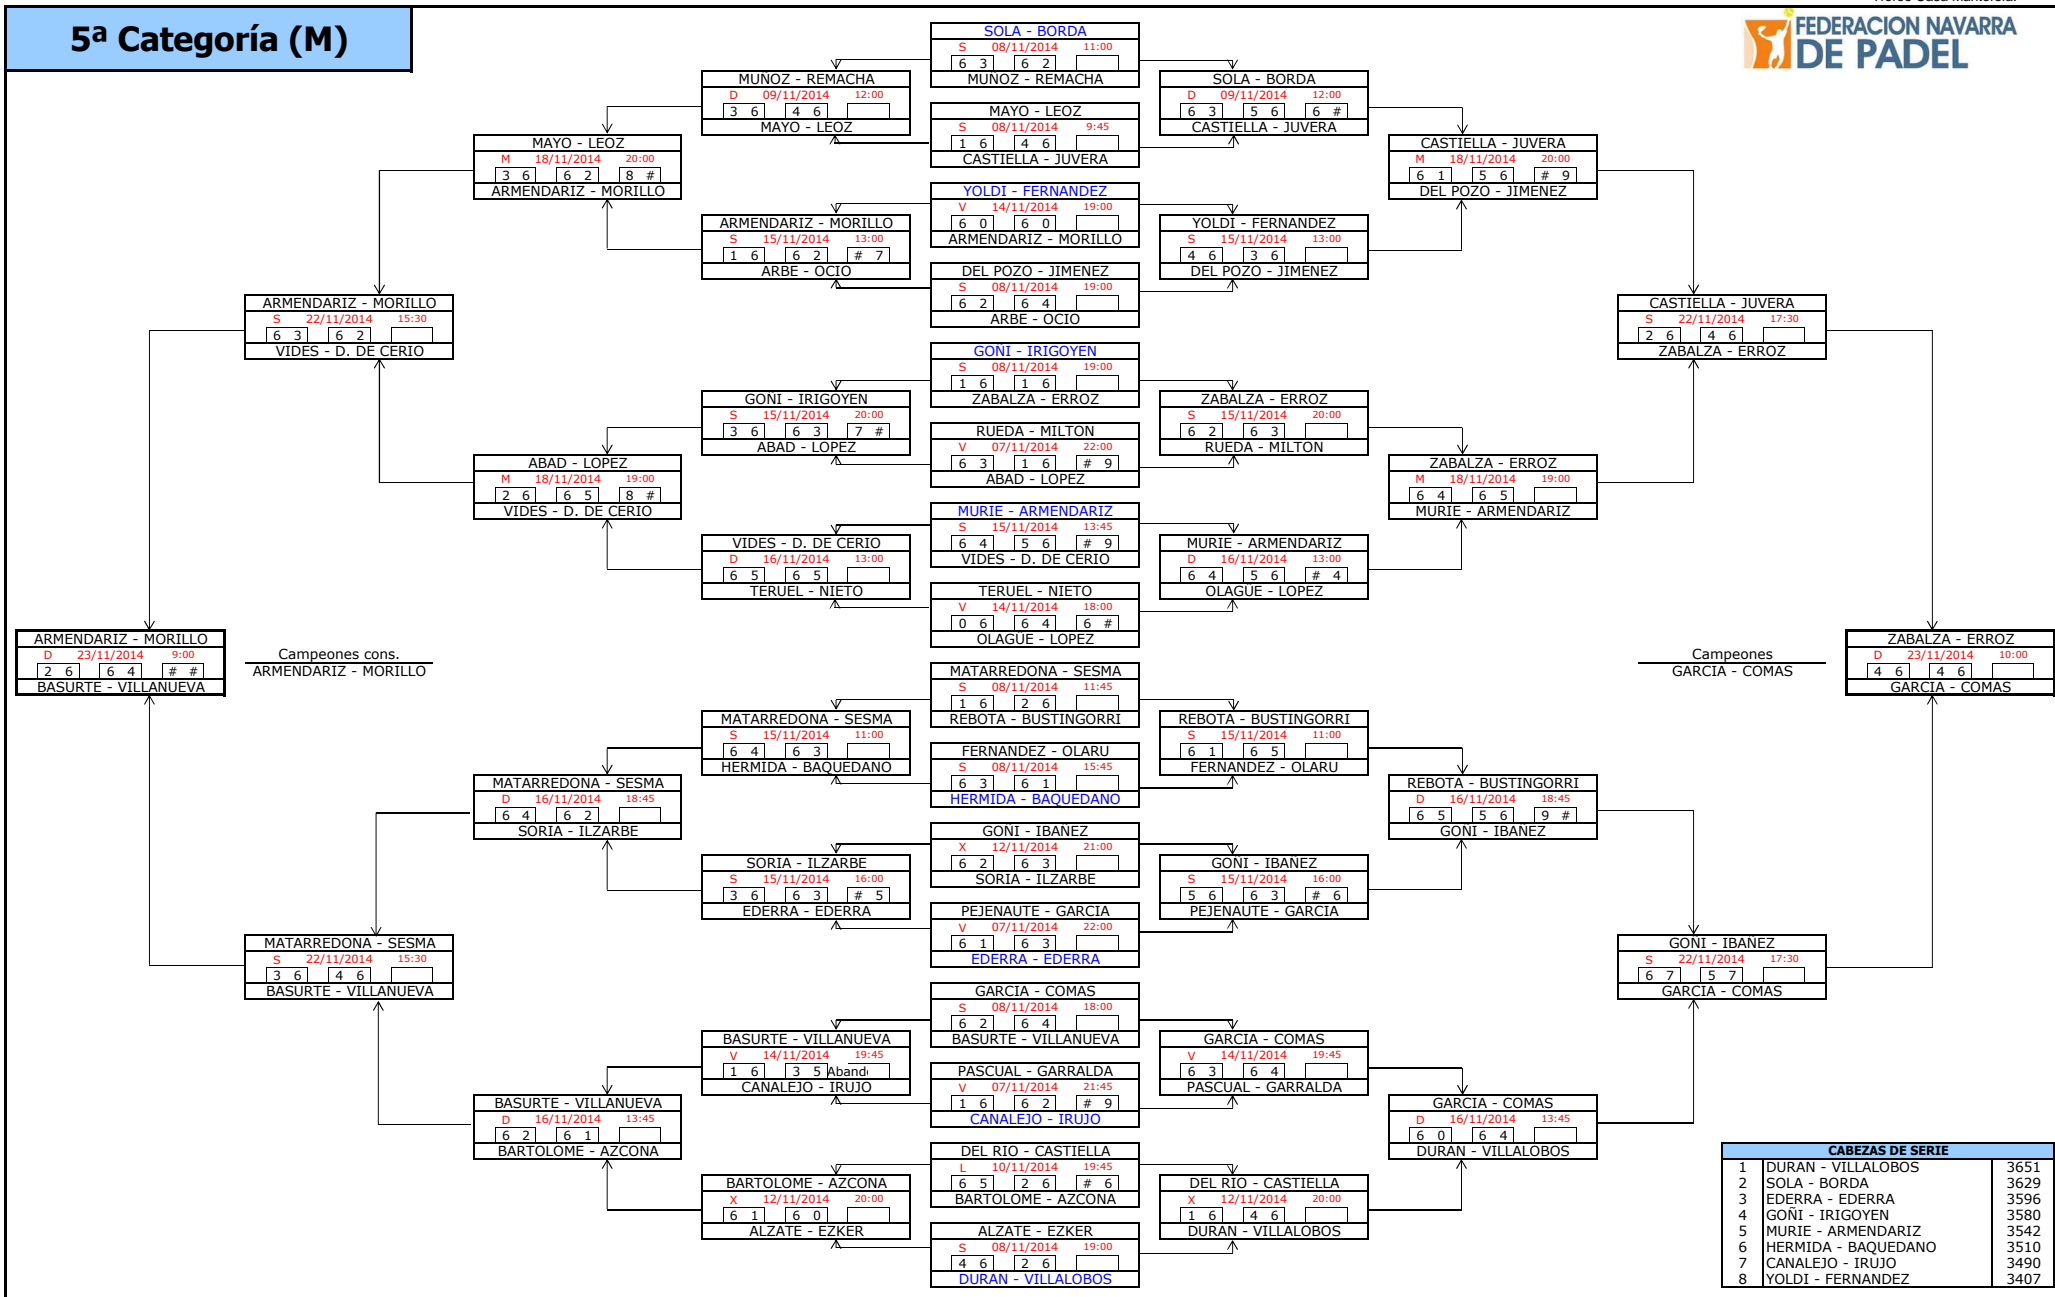 5ª Categoría (M)
FEDERACION NAVARRA
DE PADEL
SOLA - BORDA
S 08/11/2014 11:00
6 3 6 2
MUÑOZ - REMACHA
MAYO - LEOZ
S 08/11/2014 9:45
1 6 4 6
CASTIELLA - JUVERA
YOLDI - FERNANDEZ
V 14/11/2014 19:00
6 0 6 0
ARMENDARIZ - MORILLO
DEL POZO - JIMENEZ
S 08/11/2014 19:00
6 2 6 4
ARBE - OCIO
GOÑI - IRIGOYEN
S 08/11/2014 19:00
1 6 1 6
ZABALZA - ERROZ
RUEDA - MILTON
V 07/11/2014 22:00
6 3 1 6 # 9
ABAD - LOPEZ
MURIE - ARMENDARIZ
S 15/11/2014 13:45
6 4 5 6 # 9
VIDES - D. DE CERIO
TERUEL - NIETO
V 14/11/2014 18:00
0 6 6 4 6 #
OLAGÜE - LOPEZ
MATARREDONA - SESMA
S 08/11/2014 11:45
1 6 2 6
REBOTA - BUSTINGORRI
FERNANDEZ - OLARU
S 08/11/2014 15:45
6 3 6 1
HERMIDA - BAQUEDANO
GOÑI - IBAÑEZ
X 12/11/2014 21:00
6 2 6 3
SORIA - ILZARBE
PEJENAUTE - GARCIA
V 07/11/2014 22:00
6 1 6 3
EDERRA - EDERRA
GARCIA - COMAS
S 08/11/2014 18:00
6 2 6 4
BASURTE - VILLANUEVA
PASCUAL - GARRALDA
V 07/11/2014 21:45
1 6 6 2 # 9
CANALEJO - IRUJO
DEL RIO - CASTIELLA
L 10/11/2014 19:45
6 5 2 6 # 6
BARTOLOME - AZCONA
ALZATE - EZKER
S 08/11/2014 19:00
4 6 2 6
DURAN - VILLALOBOS
MUÑOZ - REMACHA
D 09/11/2014 12:00
3 6 4 6
MAYO - LEOZ
ARMENDARIZ - MORILLO
S 15/11/2014 13:00
1 6 6 2 # 7
ARBE - OCIO
GOÑI - IRIGOYEN
S 15/11/2014 20:00
3 6 6 3 7 #
ABAD - LOPEZ
VIDES - D. DE CERIO
D 16/11/2014 13:00
6 5 6 5
TERUEL - NIETO
MATARREDONA - SESMA
S 15/11/2014 11:00
6 4 6 3
HERMIDA - BAQUEDANO
SORIA - ILZARBE
S 15/11/2014 16:00
3 6 6 3 # 5
EDERRA - EDERRA
BASURTE - VILLANUEVA
V 14/11/2014 19:45
1 6 3 5 Aband
CANALEJO - IRUJO
BARTOLOME - AZCONA
X 12/11/2014 20:00
6 1 6 0
ALZATE - EZKER
MAYO - LEOZ
M 18/11/2014 20:00
3 6 6 2 8 #
ARMENDARIZ - MORILLO
ABAD - LOPEZ
M 18/11/2014 19:00
2 6 6 5 8 #
VIDES - D. DE CERIO
MATARREDONA - SESMA
D 16/11/2014 18:45
6 4 6 2
SORIA - ILZARBE
BASURTE - VILLANUEVA
D 16/11/2014 13:45
6 2 6 1
BARTOLOME - AZCONA
ARMENDARIZ - MORILLO
S 22/11/2014 15:30
6 3 6 2
VIDES - D. DE CERIO
MATARREDONA - SESMA
S 22/11/2014 15:30
3 6 4 6
BASURTE - VILLANUEVA
ARMENDARIZ - MORILLO
D 23/11/2014 9:00
2 6 6 4 # #
BASURTE - VILLANUEVA
Campeones cons.
ARMENDARIZ - MORILLO
SOLA - BORDA
D 09/11/2014 12:00
6 3 5 6 6 #
CASTIELLA - JUVERA
YOLDI - FERNANDEZ
S 15/11/2014 13:00
4 6 3 6
DEL POZO - JIMENEZ
ZABALZA - ERROZ
S 15/11/2014 20:00
6 2 6 3
RUEDA - MILTON
MURIE - ARMENDARIZ
D 16/11/2014 13:00
6 4 5 6 # 4
OLAGÜE - LOPEZ
REBOTA - BUSTINGORRI
S 15/11/2014 11:00
6 1 6 5
FERNANDEZ - OLARU
GOÑI - IBAÑEZ
S 15/11/2014 16:00
5 6 6 3 # 6
PEJENAUTE - GARCIA
GARCIA - COMAS
V 14/11/2014 19:45
6 3 6 4
PASCUAL - GARRALDA
DEL RIO - CASTIELLA
X 12/11/2014 20:00
1 6 4 6
DURAN - VILLALOBOS
CASTIELLA - JUVERA
M 18/11/2014 20:00
6 1 5 6 # 9
DEL POZO - JIMENEZ
ZABALZA - ERROZ
M 18/11/2014 19:00
6 4 6 5
MURIE - ARMENDARIZ
REBOTA - BUSTINGORRI
D 16/11/2014 18:45
6 5 5 6 9 #
GOÑI - IBAÑEZ
GARCIA - COMAS
D 16/11/2014 13:45
6 0 6 4
DURAN - VILLALOBOS
CASTIELLA - JUVERA
S 22/11/2014 17:30
2 6 4 6
ZABALZA - ERROZ
GOÑI - IBAÑEZ
S 22/11/2014 17:30
6 7 5 7
GARCIA - COMAS
Campeones
GARCIA - COMAS
ZABALZA - ERROZ
D 23/11/2014 10:00
4 6 4 6
GARCIA - COMAS
CABEZAS DE SERIE
1 DURAN - VILLALOBOS 3651
2 SOLA - BORDA 3629
3 EDERRA - EDERRA 3596
4 GOÑI - IRIGOYEN 3580
5 MURIE - ARMENDARIZ 3542
6 HERMIDA - BAQUEDANO 3510
7 CANALEJO - IRUJO 3490
8 YOLDI - FERNANDEZ 3407